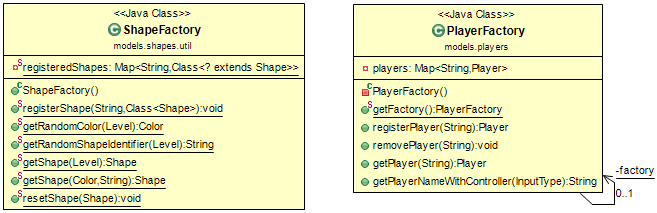 <<Java Class>>
C ShapeFactory
models.shapes.util
S registeredShapes: Map<String,Class<? extends Shape>>
C ShapeFactory()
S registerShape(String,Class<Shape>):void
S getRandomColor(Level):Color
S getRandomShapeIdentifier(Level):String
S getShape(Level):Shape
S getShape(Color,String):Shape
S resetShape(Shape):void
<<Java Class>>
C PlayerFactory
models.players
players: Map<String,Player>
C PlayerFactory()
S getFactory():PlayerFactory
registerPlayer(String):Player
removePlayer(String):void
getPlayer(String):Player
getPlayerNameWithController(InputType):String
-factory
0..1